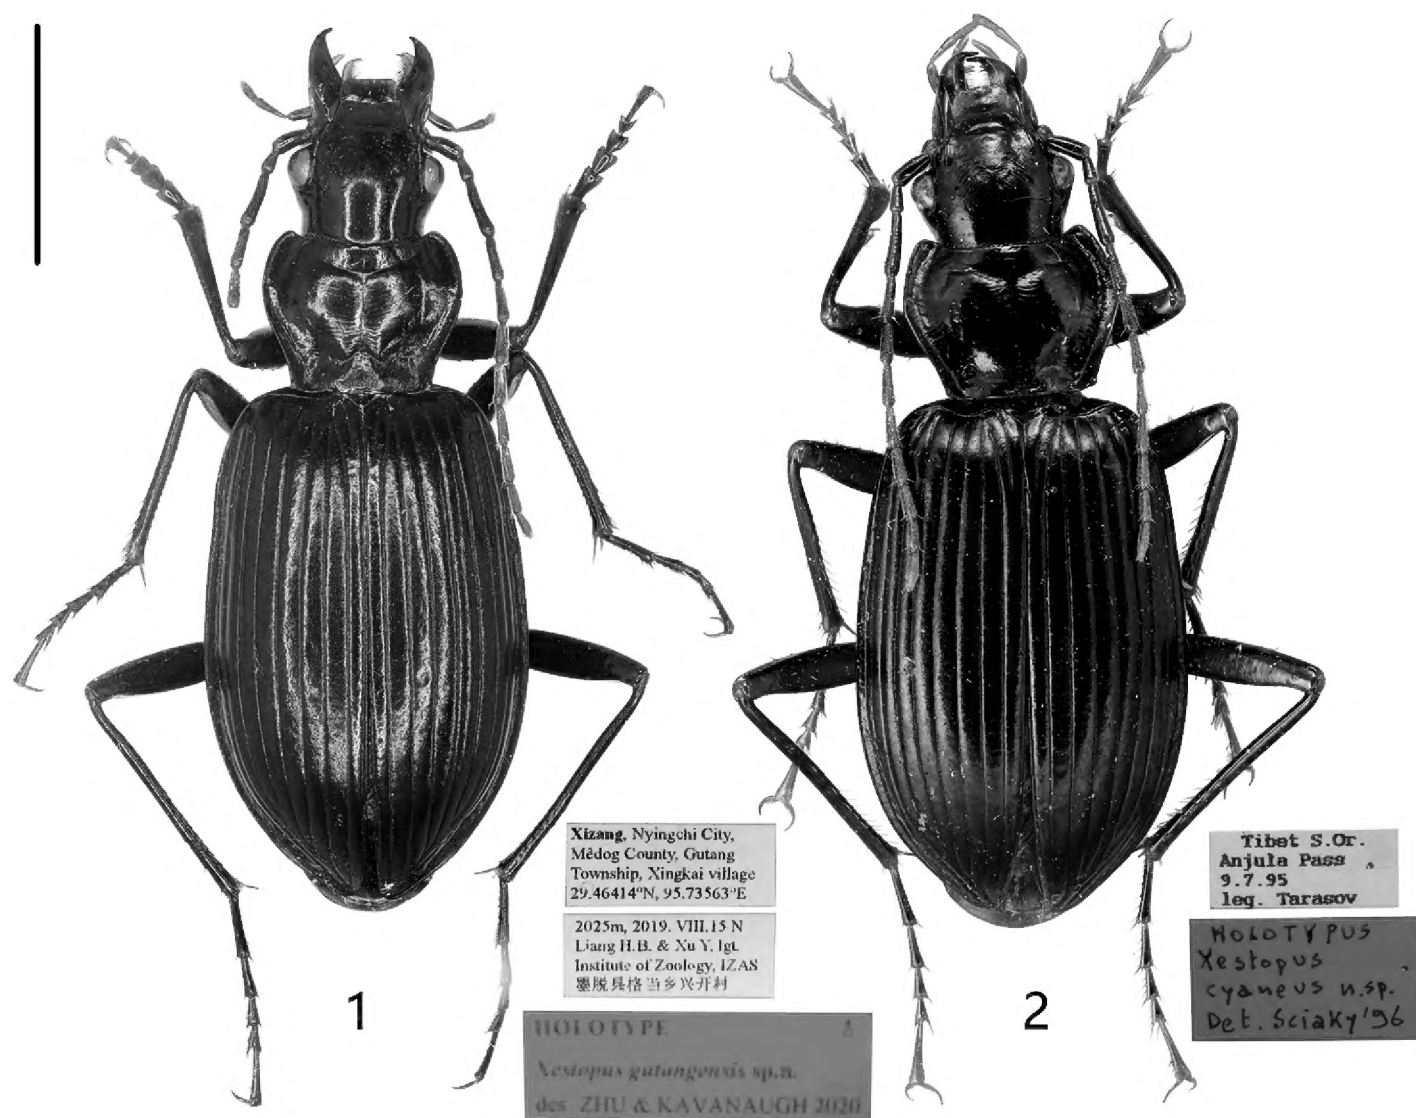 Xizang, Nyingchi City,
Mêdog County, Gutang
Township, Xingkai village
29.46414°N, 95.73563°E
2025m, 2019. VIII.15 N
Liang H.B. & Xu Y. lgt.
Institute of Zoology, IZAS
墨脱县格当乡兴开村
1
HOLOTYPE ♂
Xestopus gutangensis sp.n.
des ZHU & KAVANAUGH 2020
2
Tibet S.Or.
Anjula Pass
9.7.95
leg. Tarasov
HOLOTYPUS
Xestopus
cyaneus n.sp.
Det. Sciaky '96